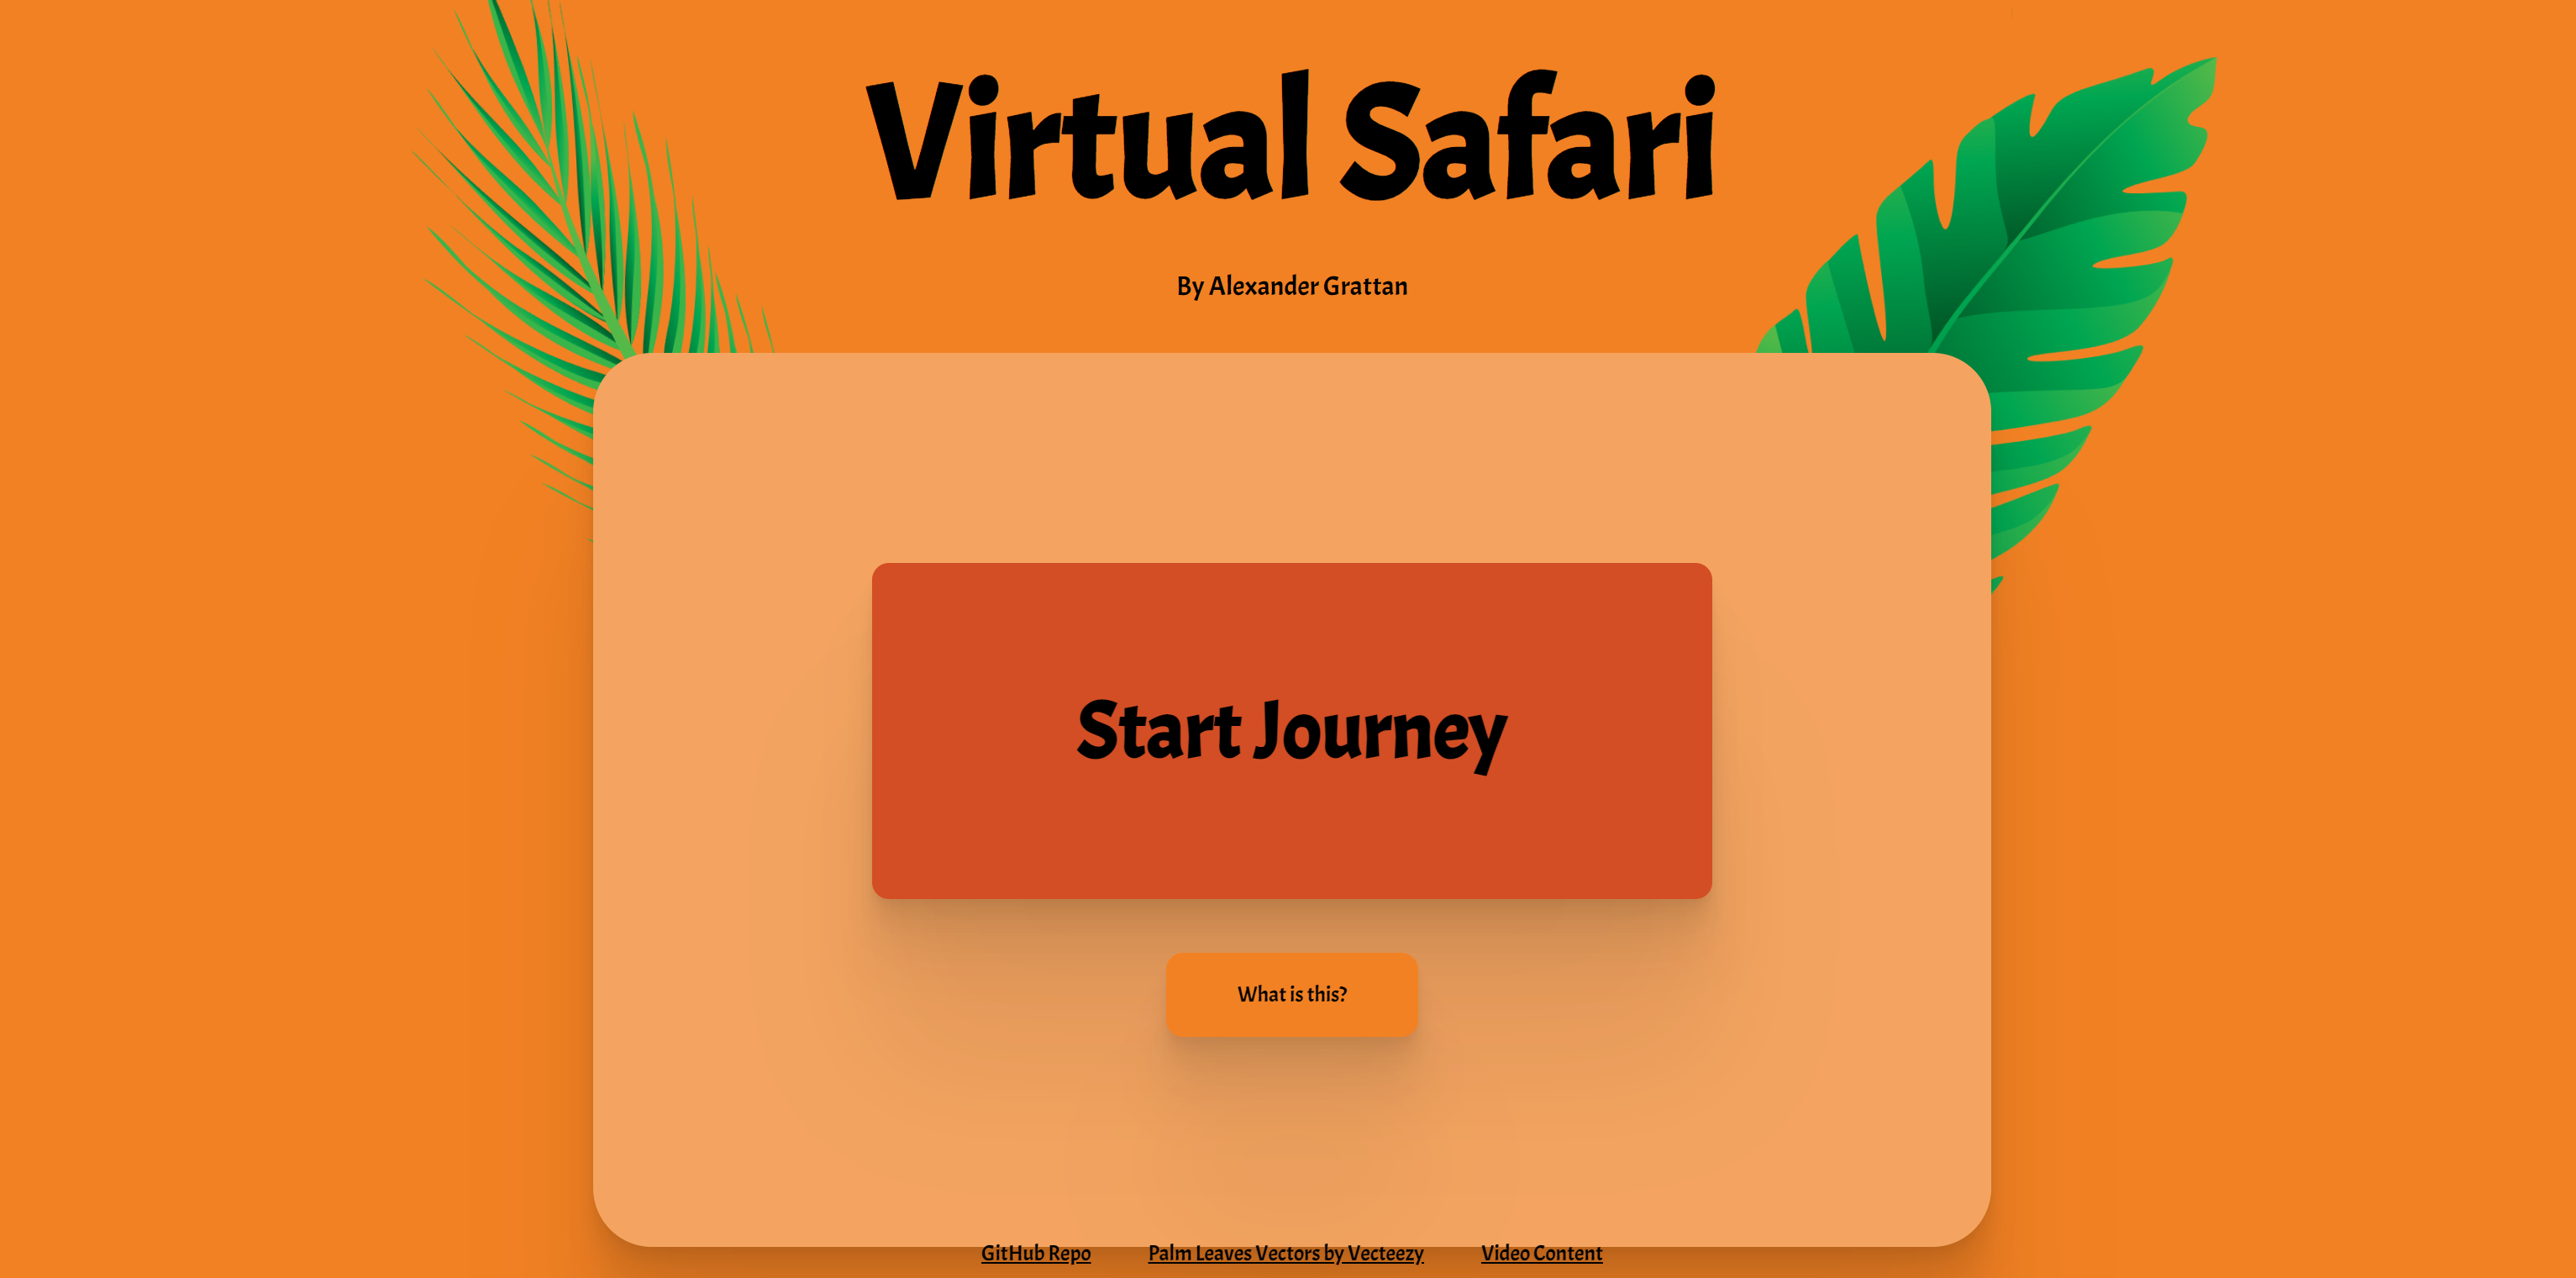 Virtual Safari
By Alexander Grattan
Start Journey
What is this?
GitHub Repo Palm Leaves Vectors by Vecteezy Video Content